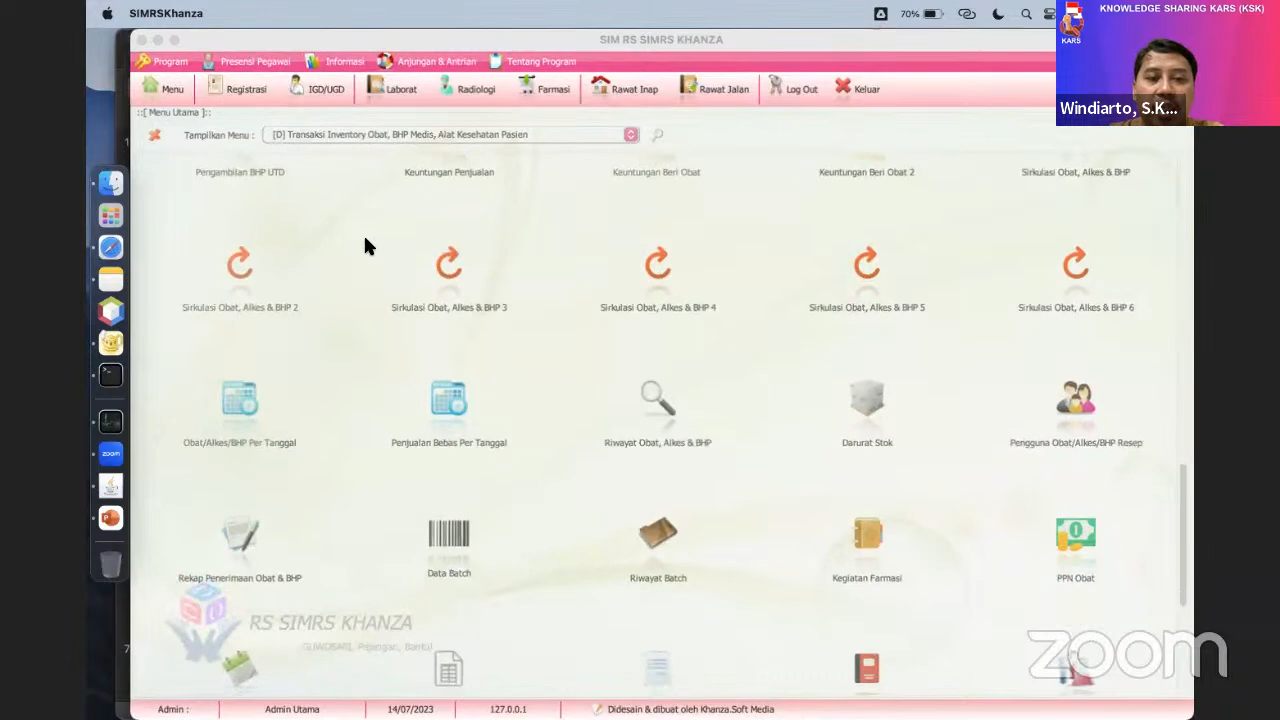 SIMRSKhanza
70%
KNOWLEDGE SHARING KARS (KSK)
KARS
Windiarto, S.K...
SIM RS SIMRS KHANZA
Program Presensi Pegawai Informasi Anjungan & Antrian Tentang Program
Menu Registrasi IGD/UGD Laborat Radiologi Farmasi Rawat Inap Rawat Jalan Log Out Keluar
::[ Menu Utama ]::
Tampilkan Menu : [D] Transaksi Inventory Obat, BHP Medis, Alat Kesehatan Pasien
Pengambilan BHP UTD Keuntungan Penjualan Keuntungan Beri Obat Keuntungan Beri Obat 2 Sirkulasi Obat, Alkes & BHP
Sirkulasi Obat, Alkes & BHP 2 Sirkulasi Obat, Alkes & BHP 3 Sirkulasi Obat, Alkes & BHP 4 Sirkulasi Obat, Alkes & BHP 5 Sirkulasi Obat, Alkes & BHP 6
Obat/Alkes/BHP Per Tanggal Penjualan Bebas Per Tanggal Riwayat Obat, Alkes & BHP Darurat Stok Pengguna Obat/Alkes/BHP Resep
zoom
Rekap Penerimaan Obat & BHP Data Batch Riwayat Batch Kegiatan Farmasi PPN Obat
RS SIMRS KHANZA
GUWOSARI, Pajangan, Bantul
zoom
Admin : Admin Utama 14/07/2023 127.0.0.1 Didesain & dibuat oleh Khanza.Soft Media